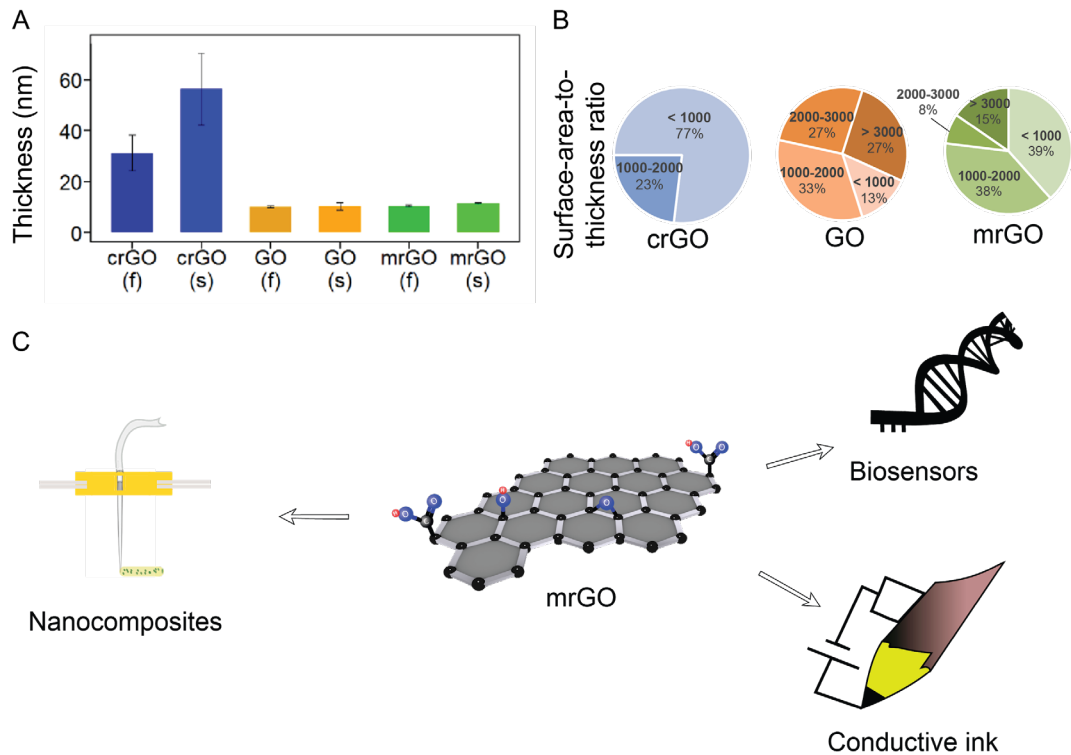 A
Thickness (nm)
60
40
20
0
crGO
(f)
crGO
(s)
GO
(f)
GO
(s)
mrGO
(f)
mrGO
(s)
B
Surface-area-to-
thickness ratio
< 1000
77%
1000-2000
23%
crGO
2000-3000
27%
> 3000
27%
1000-2000
33%
< 1000
13%
GO
2000-3000
8%
> 3000
15%
< 1000
39%
1000-2000
38%
mrGO
C
Nanocomposites
H
O
O
C
H
O
O
H
O
O
C
mrGO
Biosensors
Conductive ink